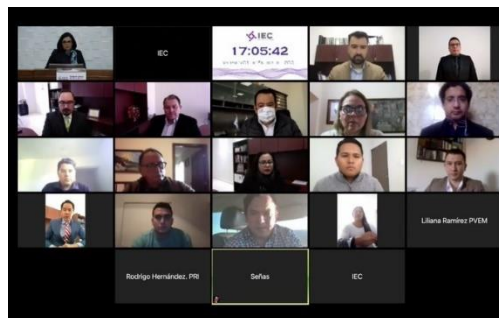 IEC
IEC
17:05:42
Liliana Ramírez PVEM
Rodrigo Hernández. PRI
Señas
IEC